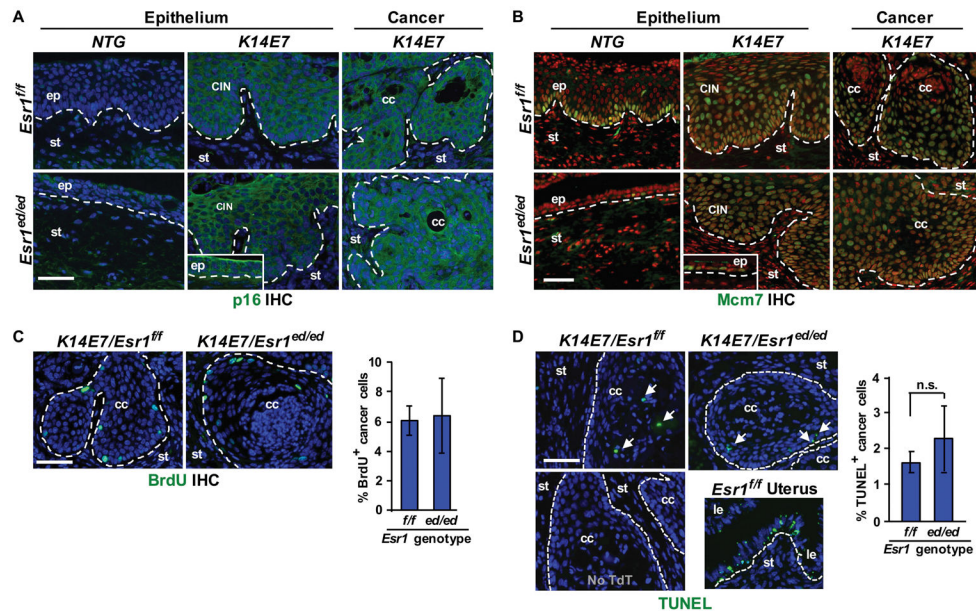 A
Epithelium
Cancer
NTG
K14E7
K14E7
Esr1f/f
ep
st
CIN
st
cc
st
Esr1ed/ed
ep
st
CIN
ep
st
st
cc
p16 IHC
B
Epithelium
Cancer
NTG
K14E7
K14E7
Esr1f/f
ep
st
CIN
st
cc
cc
st
Esr1ed/ed
ep
st
CIN
ep
st
st
cc
Mcm7 IHC
C
K14E7/Esr1f/f
K14E7/Esr1ed/ed
cc
st
cc
st
BrdU IHC
% BrdU+ cancer cells
10
8
6
4
2
0
f/f
ed/ed
Esr1 genotype
D
K14E7/Esr1f/f
K14E7/Esr1ed/ed
st
cc
st
cc
cc
st
st
cc
cc
No TdT
Esr1f/f Uterus
le
st
le
TUNEL
% TUNEL+ cancer cells
n.s.
4
3
2
1
0
f/f
ed/ed
Esr1 genotype